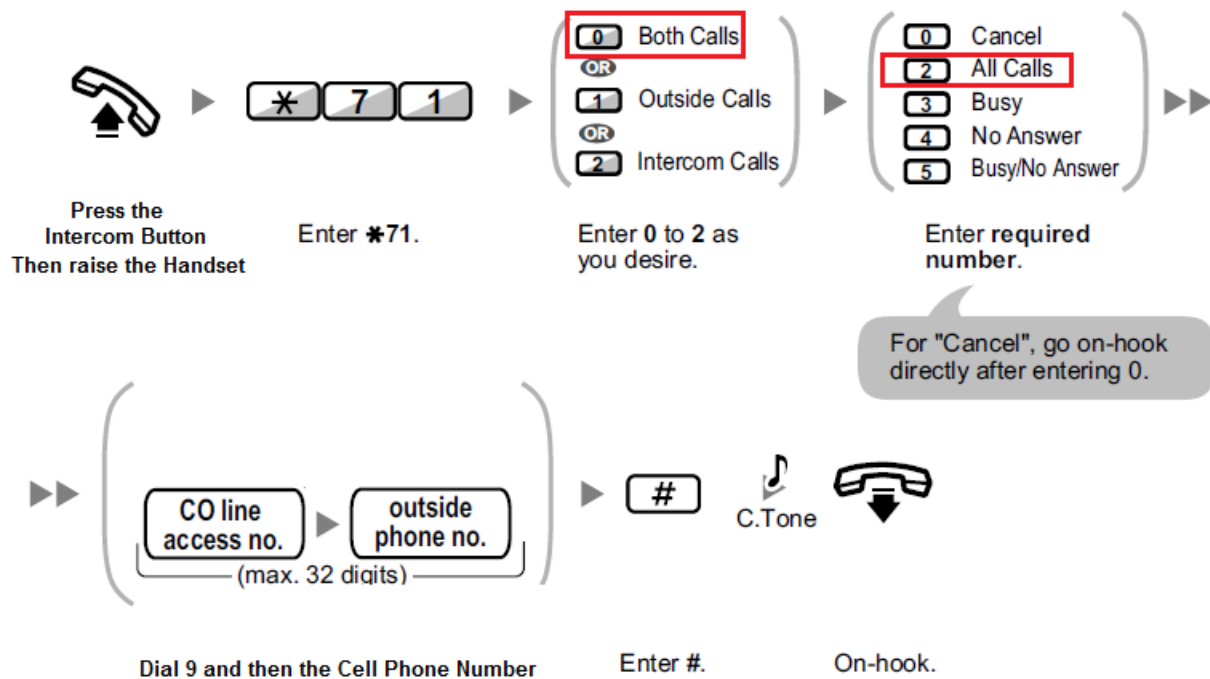 0 Both Calls
OR
1 Outside Calls
OR
2 Intercom Calls
0 Cancel
2 All Calls
3 Busy
4 No Answer
5 Busy/No Answer
* 7 1
Press the
Intercom Button
Then raise the Handset
Enter *71.
Enter 0 to 2 as
you desire.
Enter required
number.
For "Cancel", go on-hook
directly after entering 0.
CO line
access no.
outside
phone no.
(max. 32 digits)
#
C.Tone
Dial 9 and then the Cell Phone Number
Enter #.
On-hook.